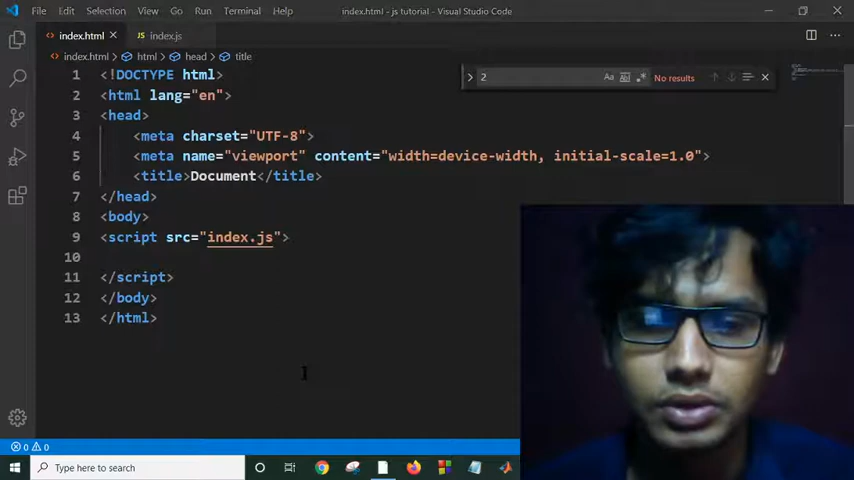 File Edit Selection View Go Run Terminal Help index.html - js tutorial - Visual Studio Code
index.html index.js
index.html html head title
2 Aa ab No results
1 <!DOCTYPE html>
2 <html lang="en">
3 <head>
4 <meta charset="UTF-8">
5 <meta name="viewport" content="width=device-width, initial-scale=1.0">
6 <title>Document</title>
7 </head>
8 <body>
9 <script src="index.js">
10
11 </script>
12 </body>
13 </html>
0 0
Type here to search